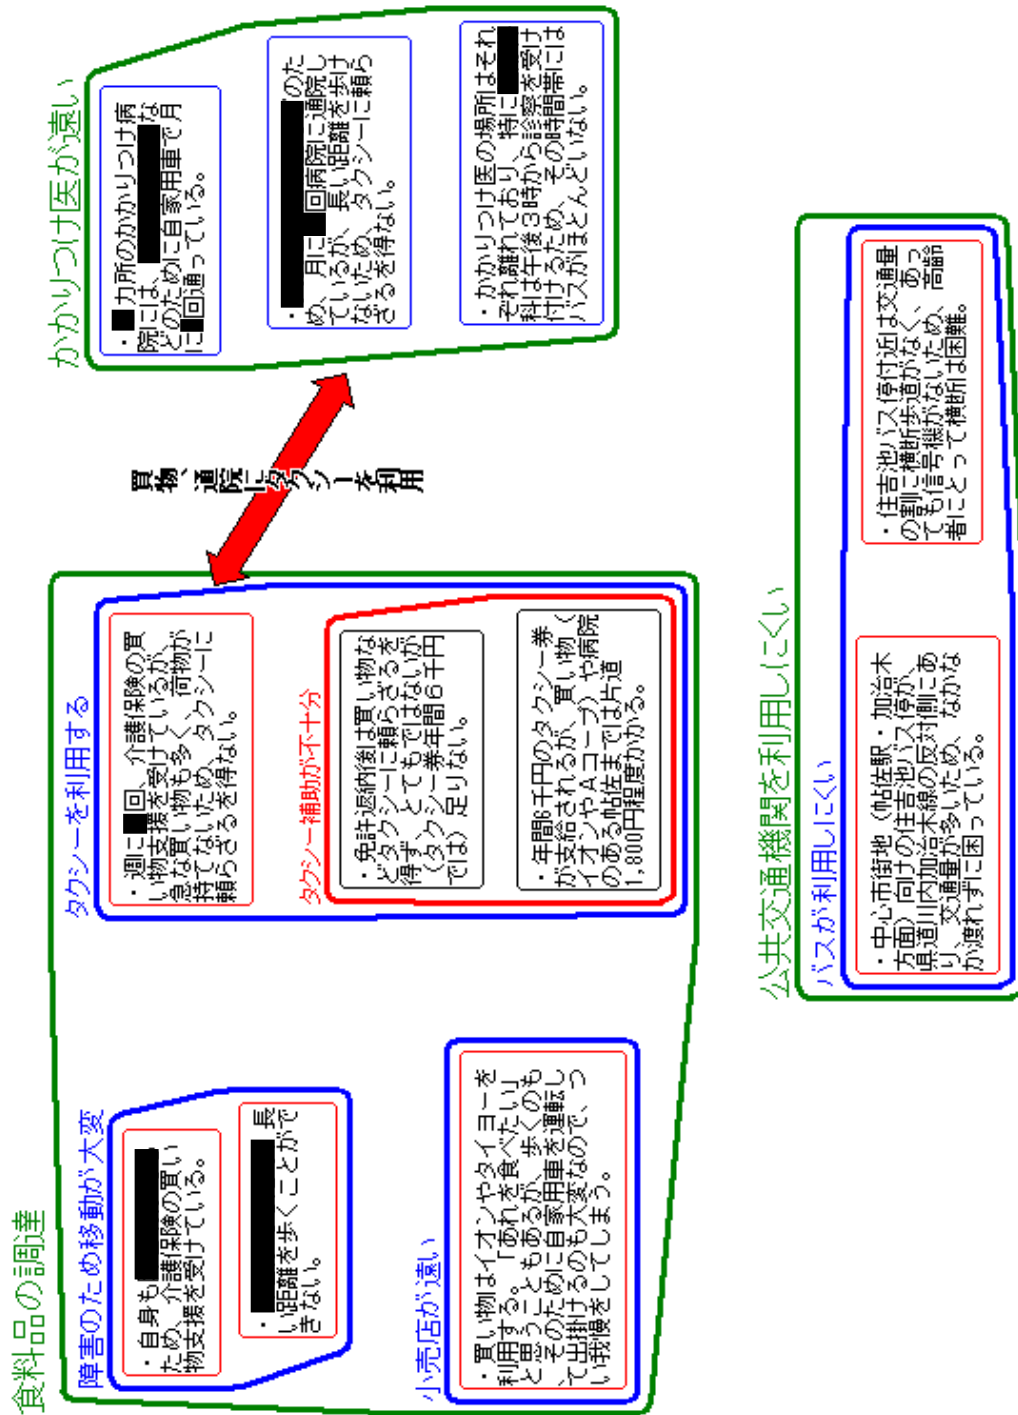 食料品の調達
障害のため移動が大変
・自身も
ため、介護保険の買い
物支援を受けている。
・
長
い距離を歩くことがで
きない。
小売店が遠い
・買い物はイオンやタイヨーを
利用する。「あれを食べたい」
と思うこともあるが、歩くのも
、そのために自家用車を運転し
て出掛けるのも大変なので、つ
い我慢をしてしまう。
タクシーを利用する
・週に 回、介護保険の買
い物支援を受けているが、
急な買い物も多く、荷物が
持てないため、タクシーに
頼らざるを得ない。
タクシー補助が不十分
・免許返納後は買い物な
どタクシーに頼らざるを
得ず、とてもではないが
(タクシー券年間6千円
では)足りない。
・年間6千円のタクシー券
が支給されるが、買い物(
イオンやAコープ)や病院
のある帖佐までは片道
1,800円程度かかる。
買物、通院にタクシーを利用
かかりつけ医が遠い
・ カ所のかかりつけ病
院には、 な
どのために自家用車で月
に 回通っている。
・ のた
め、月に 回病院に通院し
ているが、長い距離を歩け
ないため、タクシーに頼ら
ざるを得ない。
・かかりつけ医の場所はそれ
ぞれ離れており、特に
科は午後3時から診察を受け
付けるため、その時間帯には
バスがほとんどいない。
公共交通機関を利用しにくい
バスが利用しにくい
・中心市街地(帖佐駅・加治木
方面)向けの住吉池バス停が、
県道川内加治木線の反対側にあ
り、交通量が多いため、なかな
か渡れずに困っている。
・住吉池バス停付近は交通量
の割に横断歩道がなく、あっ
ても信号機がないため、高齢
者にとって横断は困難。